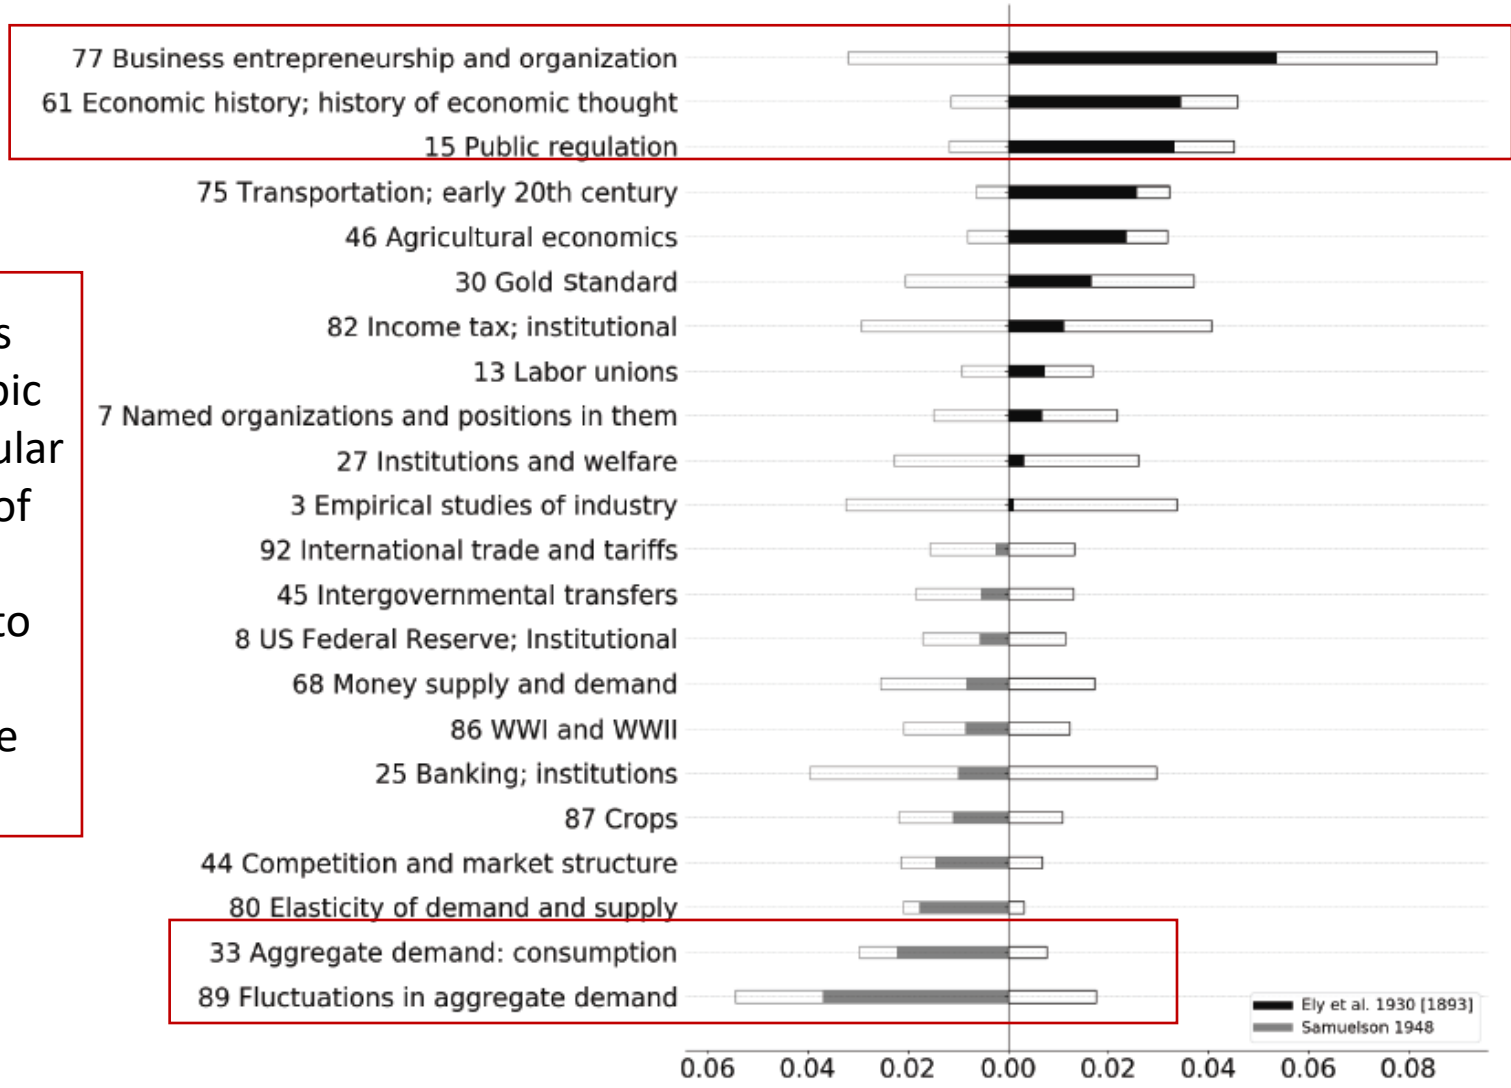 77 Business entrepreneurship and organization
61 Economic history; history of economic thought
15 Public regulation
75 Transportation; early 20th century
46 Agricultural economics
30 Gold Standard
82 Income tax; institutional
13 Labor unions
7 Named organizations and positions in them
27 Institutions and welfare
3 Empirical studies of industry
92 International trade and tariffs
45 Intergovernmental transfers
8 US Federal Reserve; Institutional
68 Money supply and demand
86 WWI and WWII
25 Banking; institutions
87 Crops
44 Competition and market structure
80 Elasticity of demand and supply
33 Aggregate demand: consumption
89 Fluctuations in aggregate demand
s
pic
ular
of
to
e
Ely et al. 1930 [1893]
Samuelson 1948
0.06 0.04 0.02 0.00 0.02 0.04 0.06 0.08